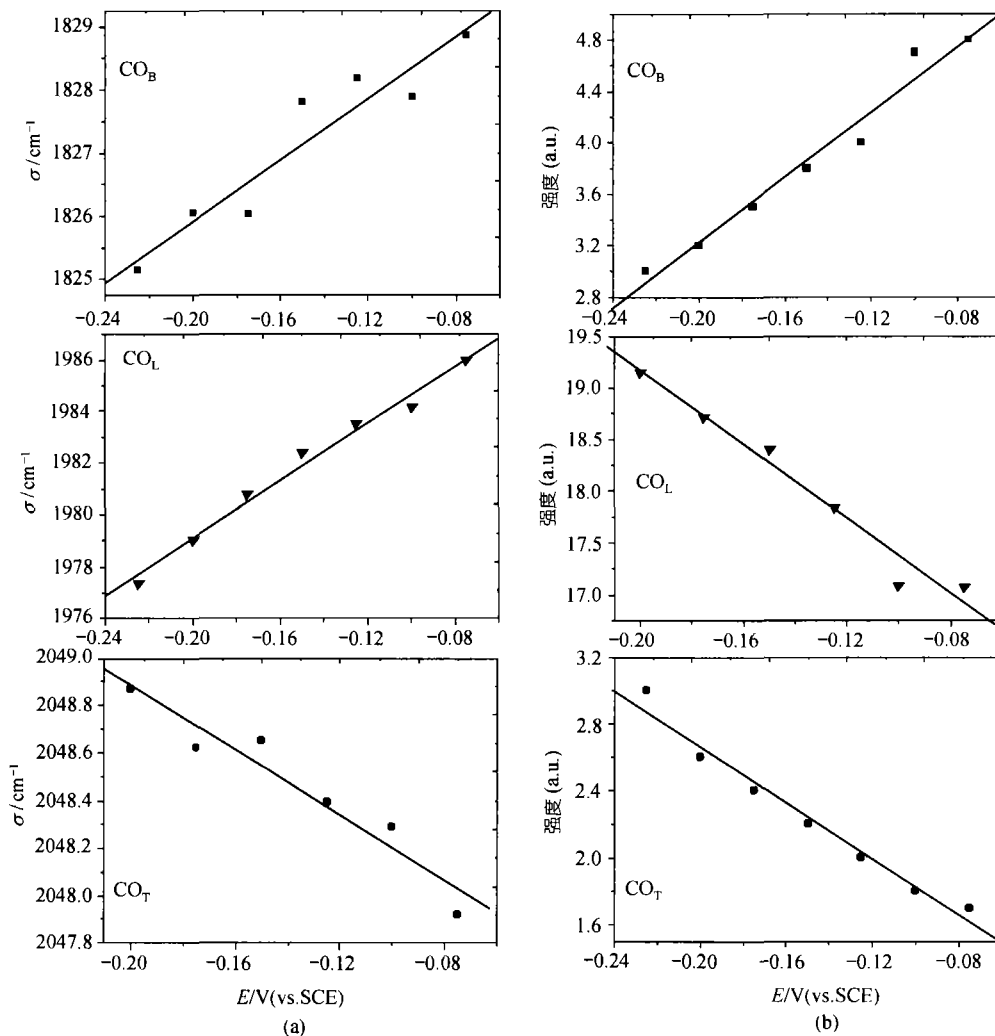 1829
1828
1827
1826
1825
σ/cm⁻¹
CO_B
−0.24 −0.20 −0.16 −0.12 −0.08
4.8
4.4
4.0
3.6
3.2
2.8
强度 (a.u.)
CO_B
−0.24 −0.20 −0.16 −0.12 −0.08
1986
1984
1982
1980
1978
1976
σ/cm⁻¹
CO_L
−0.24 −0.20 −0.16 −0.12 −0.08
19.5
19.0
18.5
18.0
17.5
17.0
强度 (a.u.)
CO_L
−0.20 −0.16 −0.12 −0.08
2049.0
2048.8
2048.6
2048.4
2048.2
2048.0
2047.8
σ/cm⁻¹
CO_T
−0.20 −0.16 −0.12 −0.08
E/V(vs.SCE)
(a)
3.2
2.8
2.4
2.0
1.6
强度 (a.u.)
CO_T
−0.24 −0.20 −0.16 −0.12 −0.08
E/V(vs.SCE)
(b)